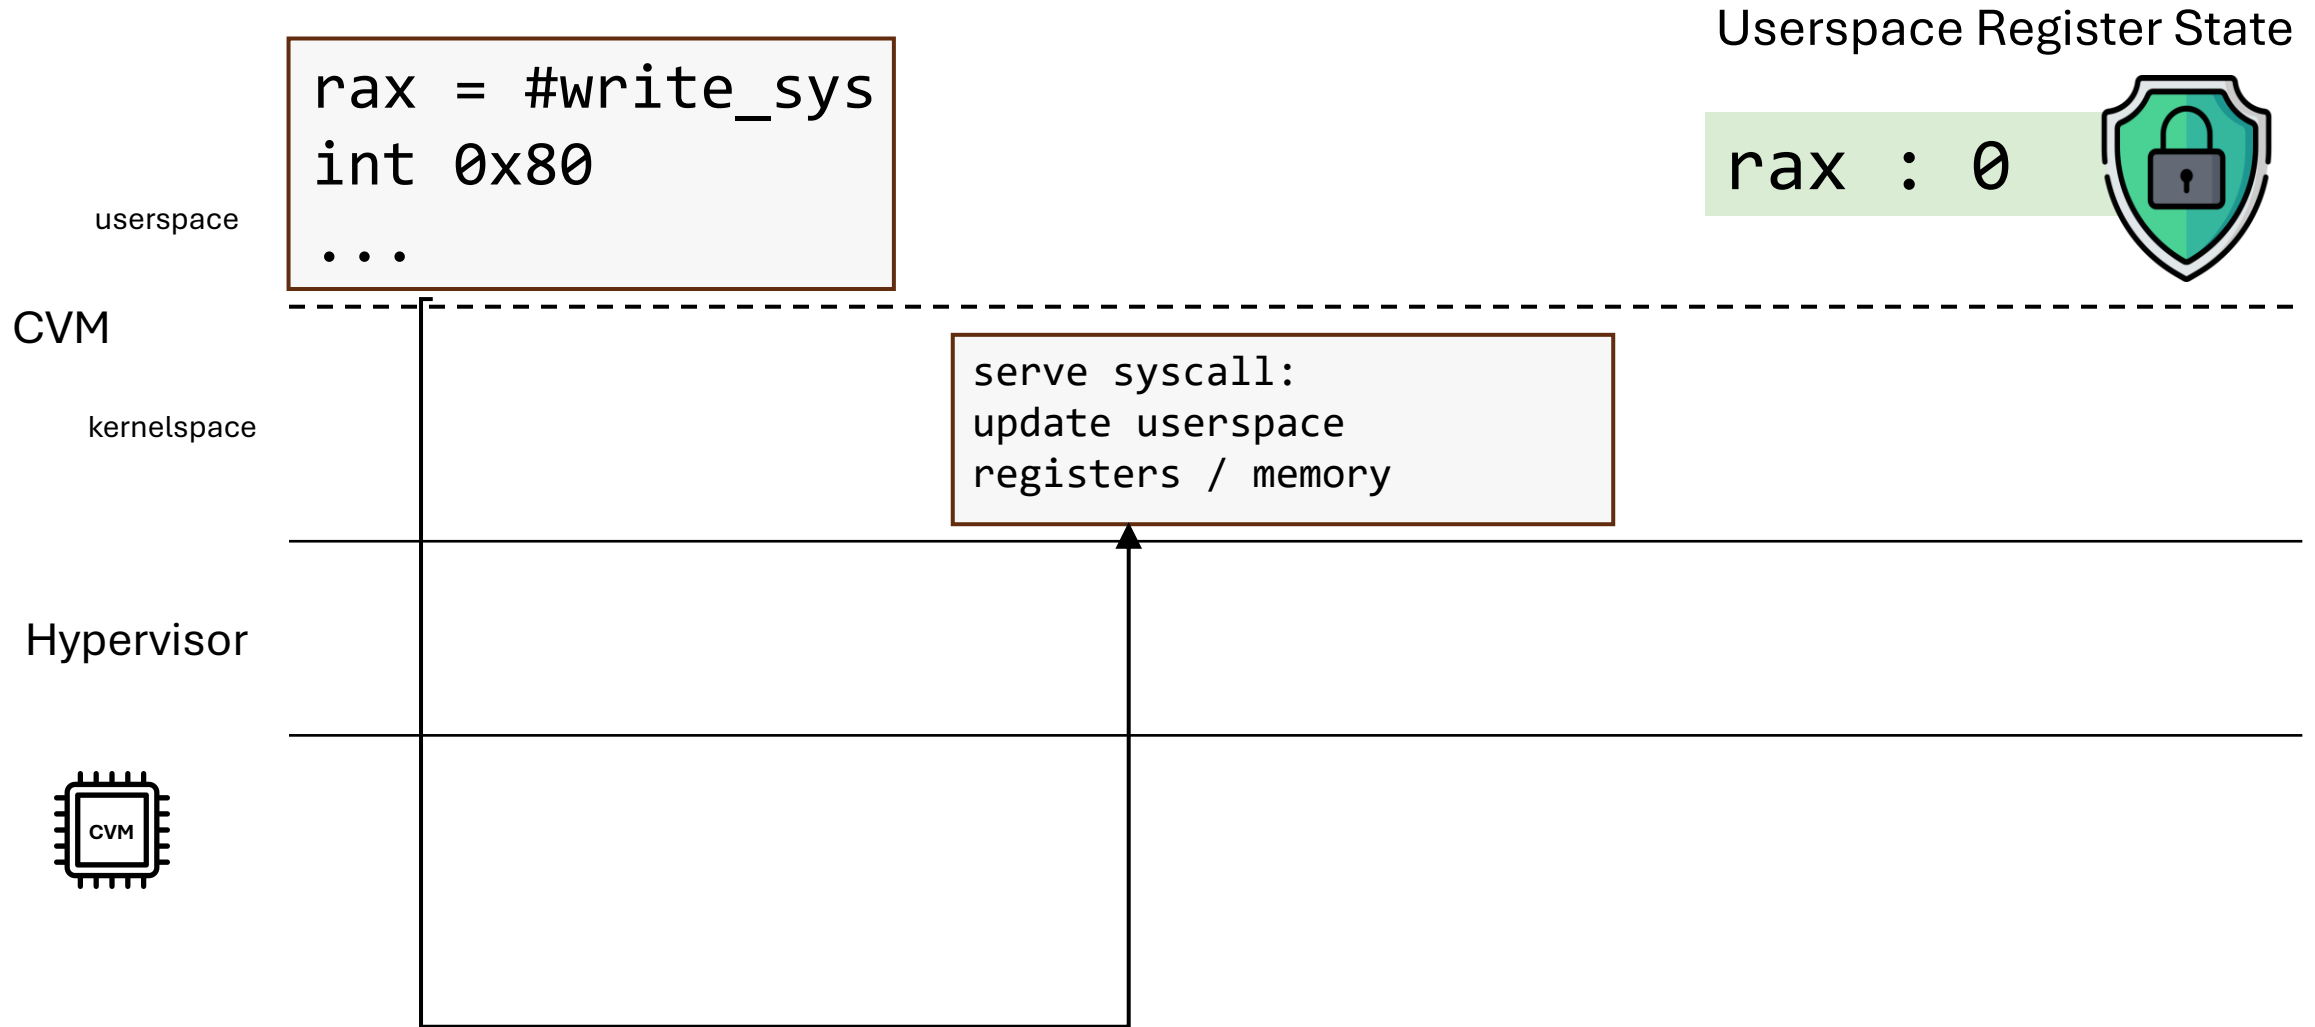 Userspace Register State
rax = #write_sys
int 0x80
...
rax : 0
userspace
CVM
serve syscall:
update userspace
registers / memory
kernelspace
Hypervisor
CVM